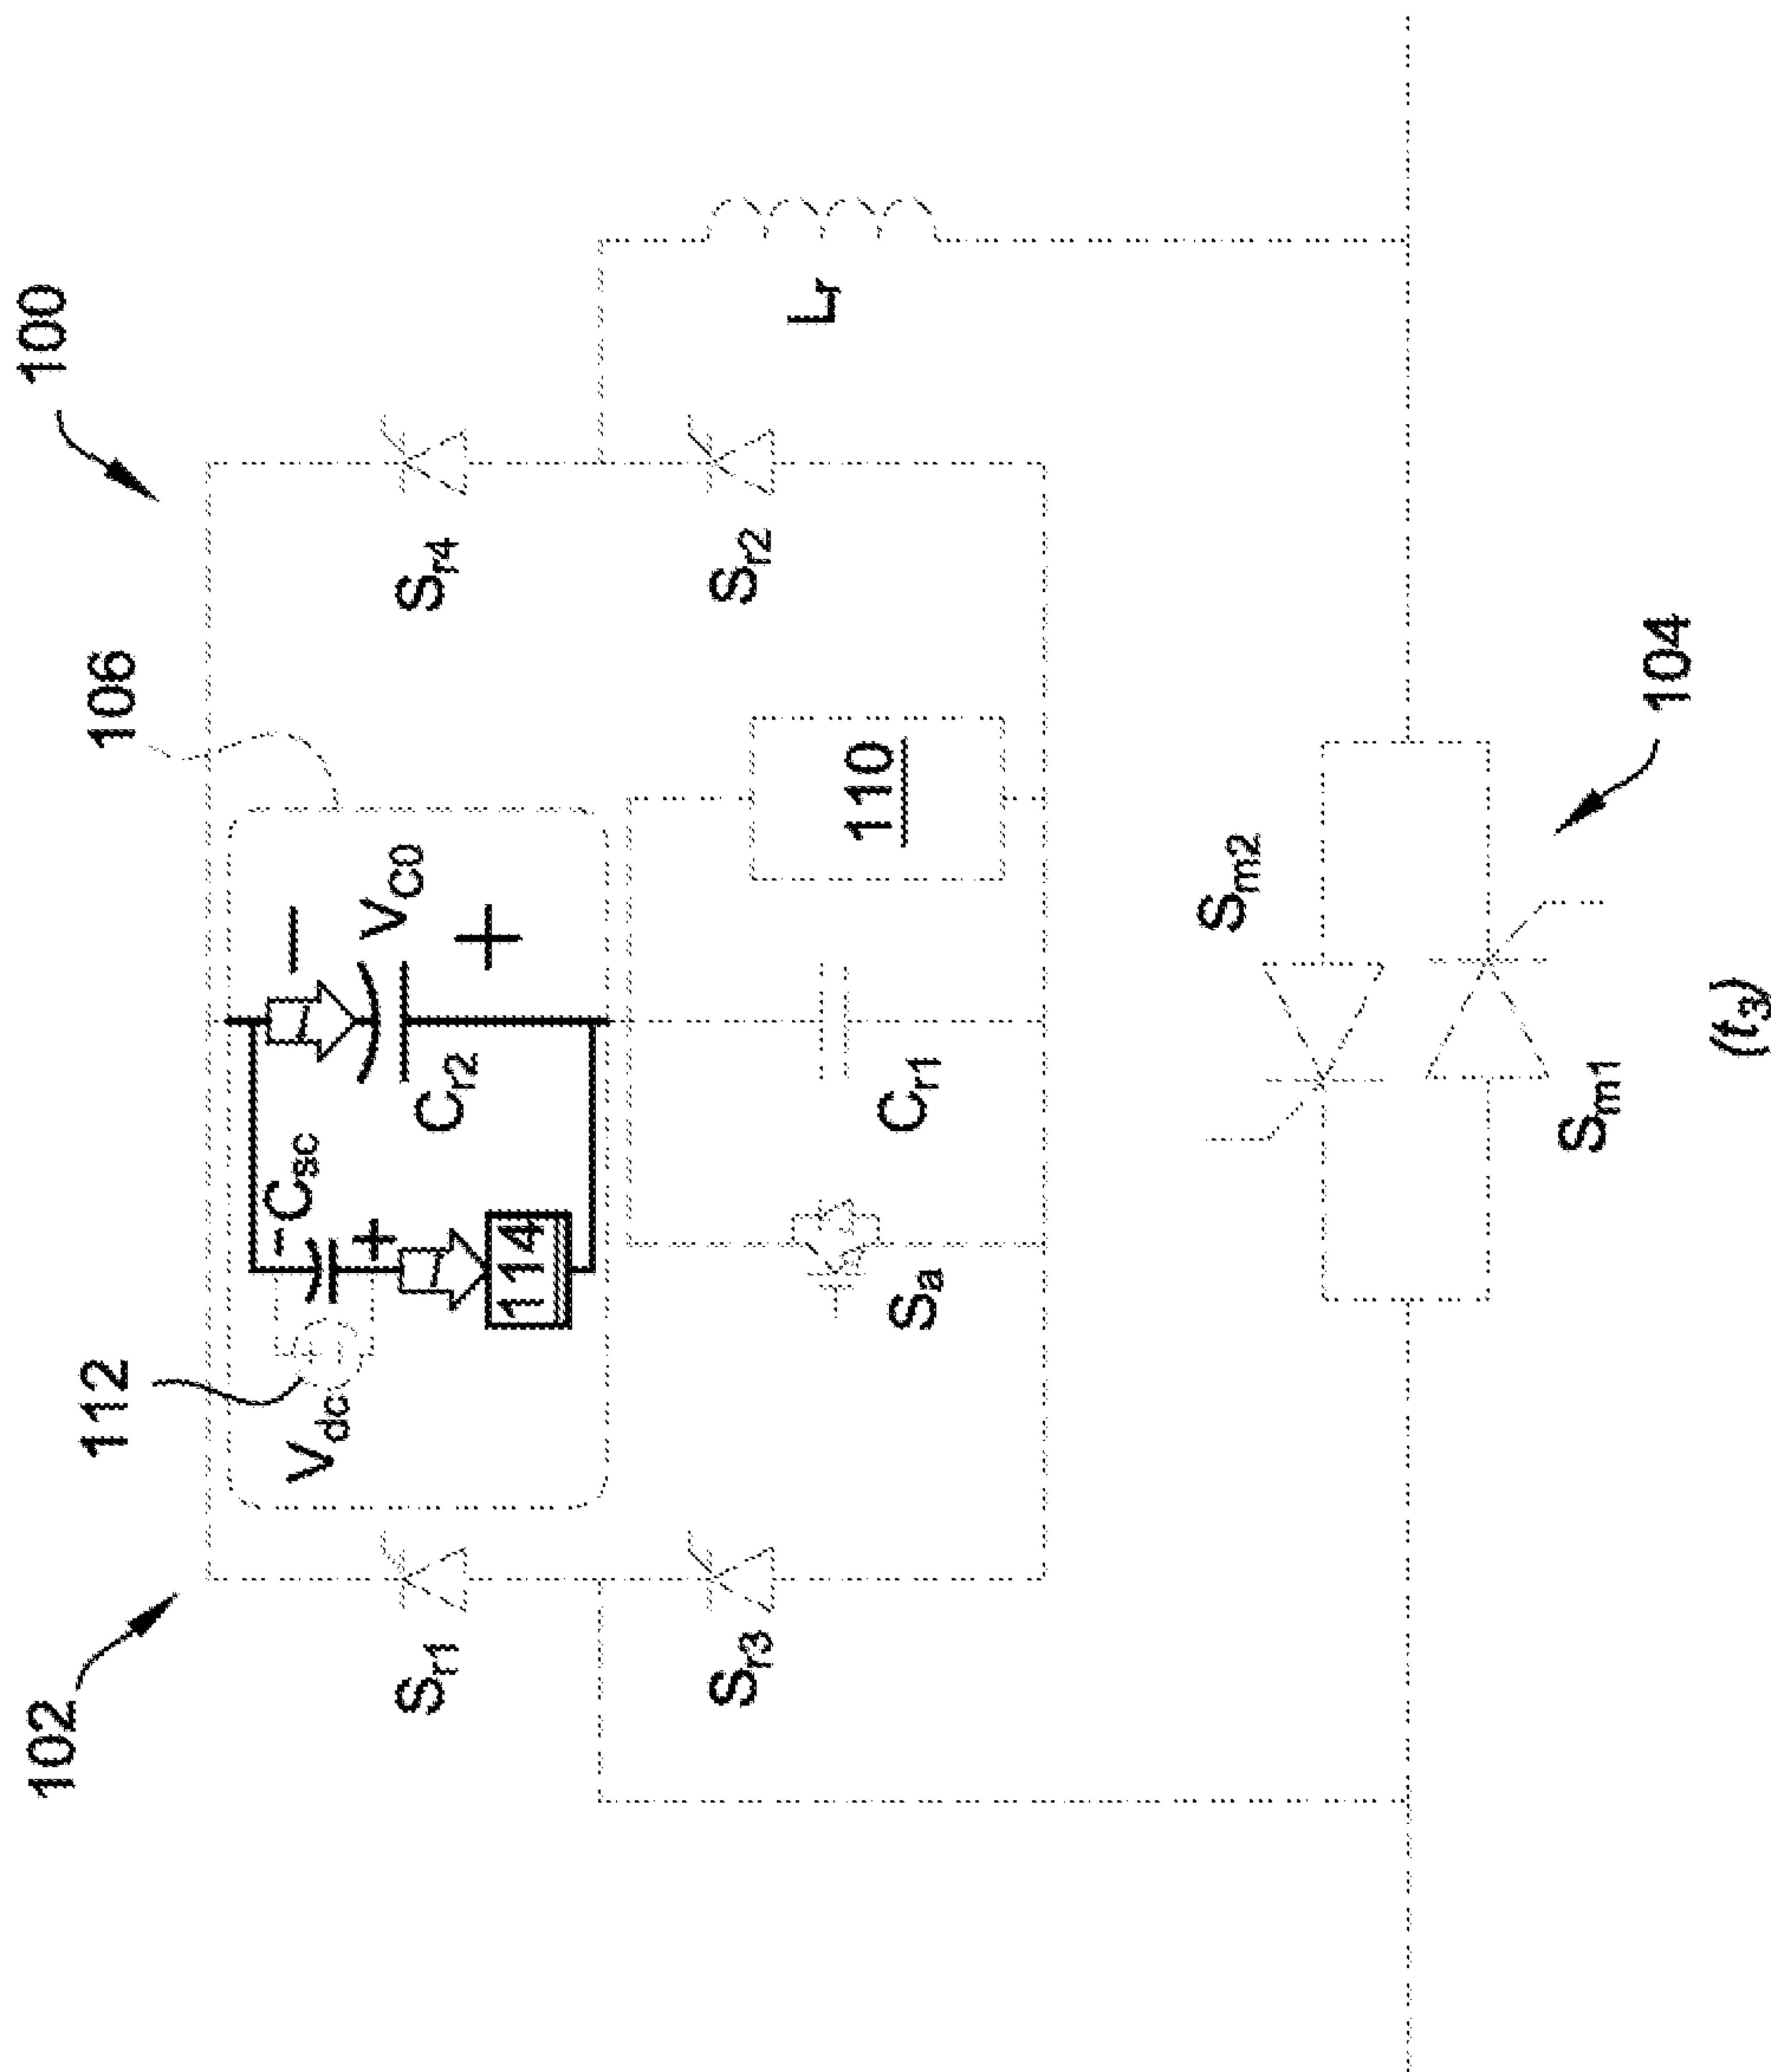 102
100
112
106
V_dc
C_sc
V_C0
114
C_r2
S_r1
S_r4
110
S_r3
S_r2
S_a
C_r1
L_r
S_m2
S_m1
104
(t_3)